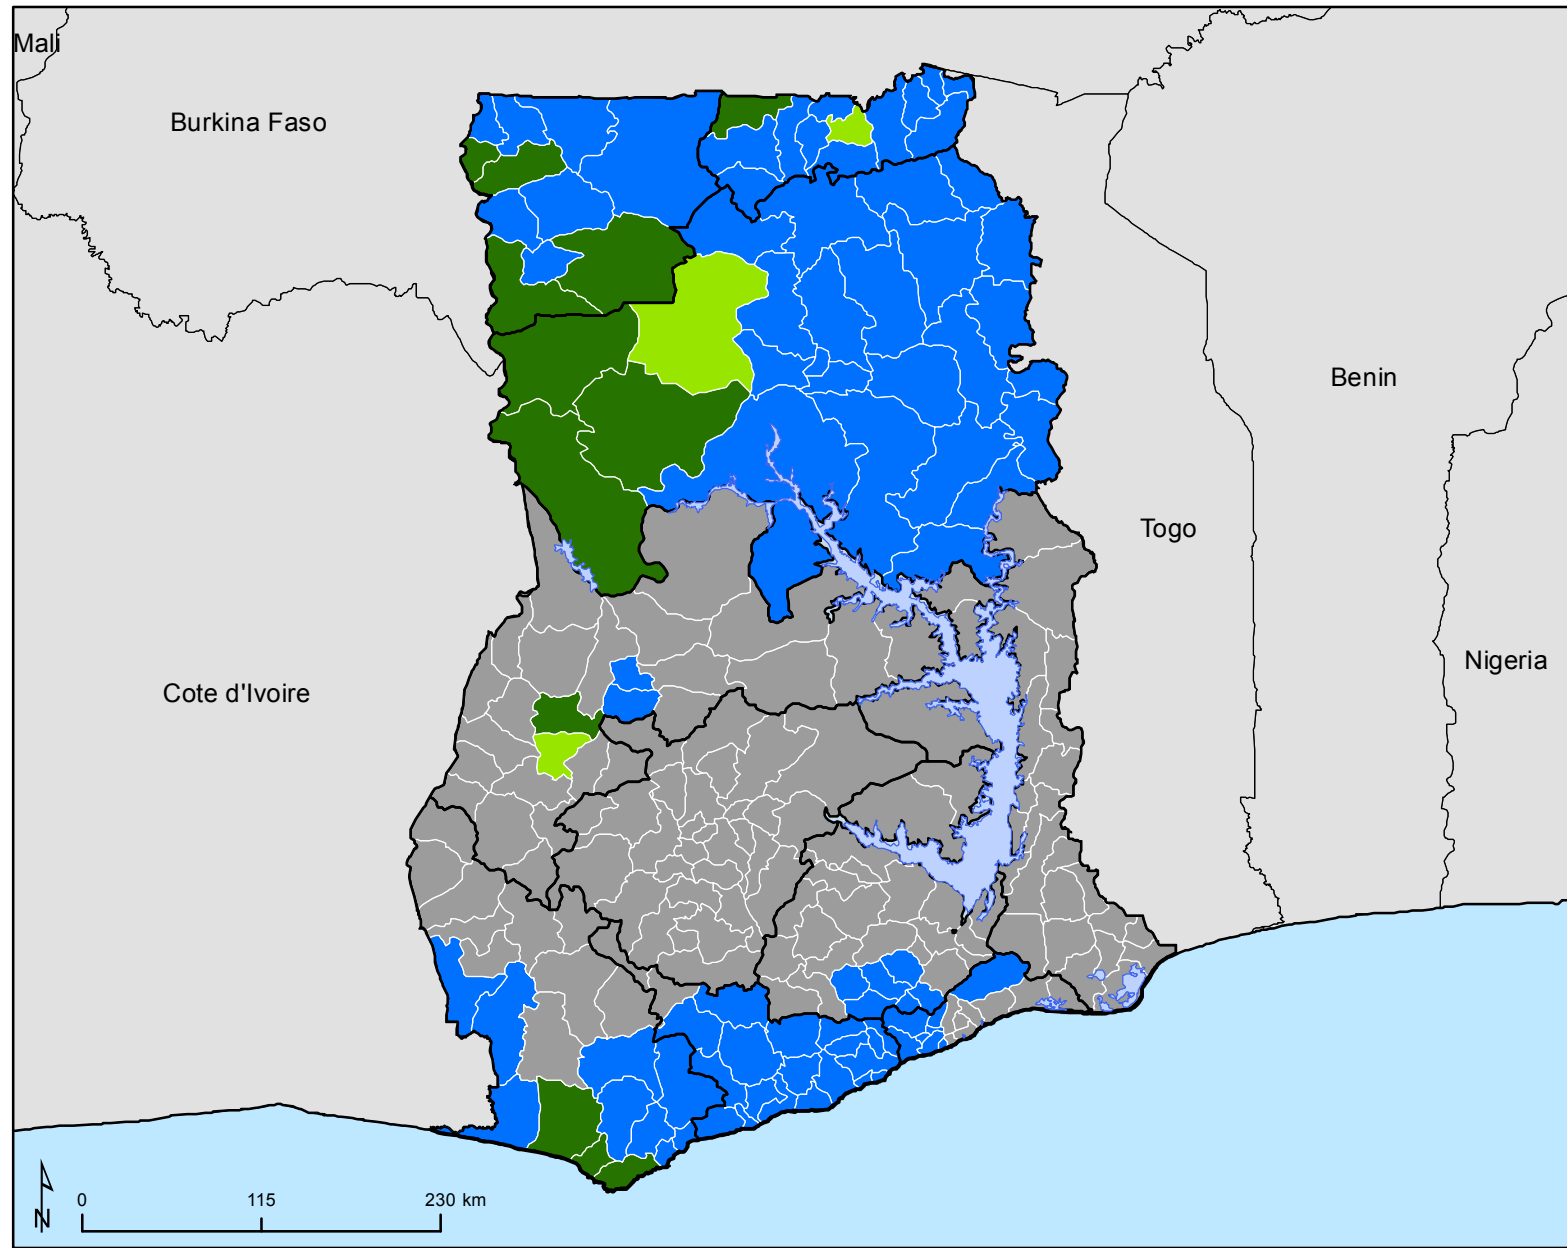 Mali
Burkina Faso
Benin
Togo
Nigeria
Cote d'Ivoire
N
0 115 230 km